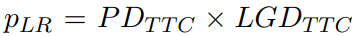 p_{LR} = PD_{TTC} × LGD_{TTC}